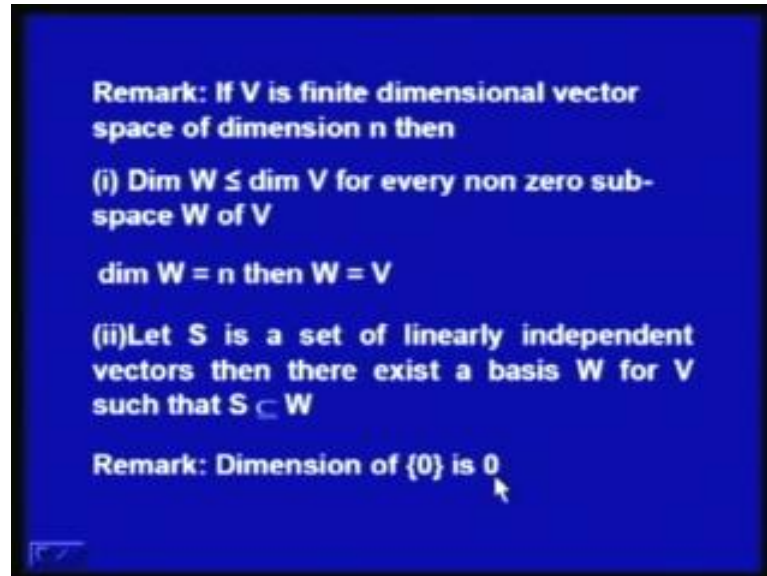 Remark: If V is finite dimensional vector
space of dimension n then
(i) Dim W ≤ dim V for every non zero sub-
space W of V
dim W = n then W = V
(ii)Let S is a set of linearly independent
vectors then there exist a basis W for V
such that S ⊂ W
Remark: Dimension of {0} is 0